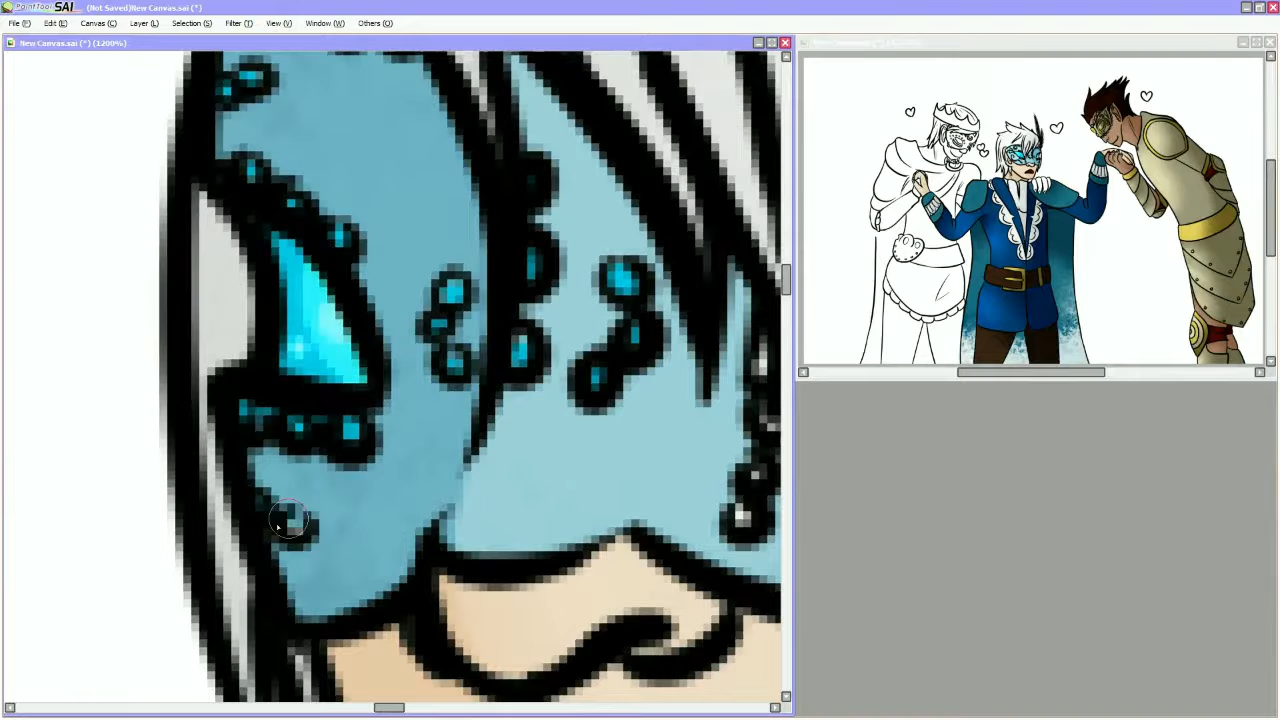 PaintTool SAI (Not Saved)New Canvas.sai (*)
File (F) Edit (E) Canvas (C) Layer (L) Selection (S) Filter (T) View (V) Window (W) Others (O)
New Canvas.sai (*) (1200%)